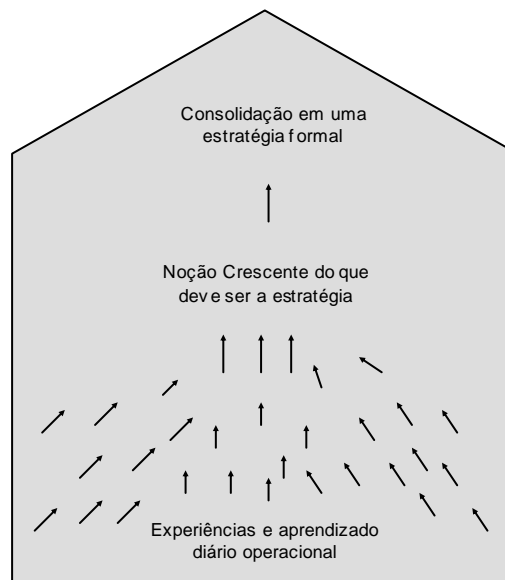 Consolidação em uma
estratégia formal
Noção Crescente do que
deve ser a estratégia
Experiências e aprendizado
diário operacional